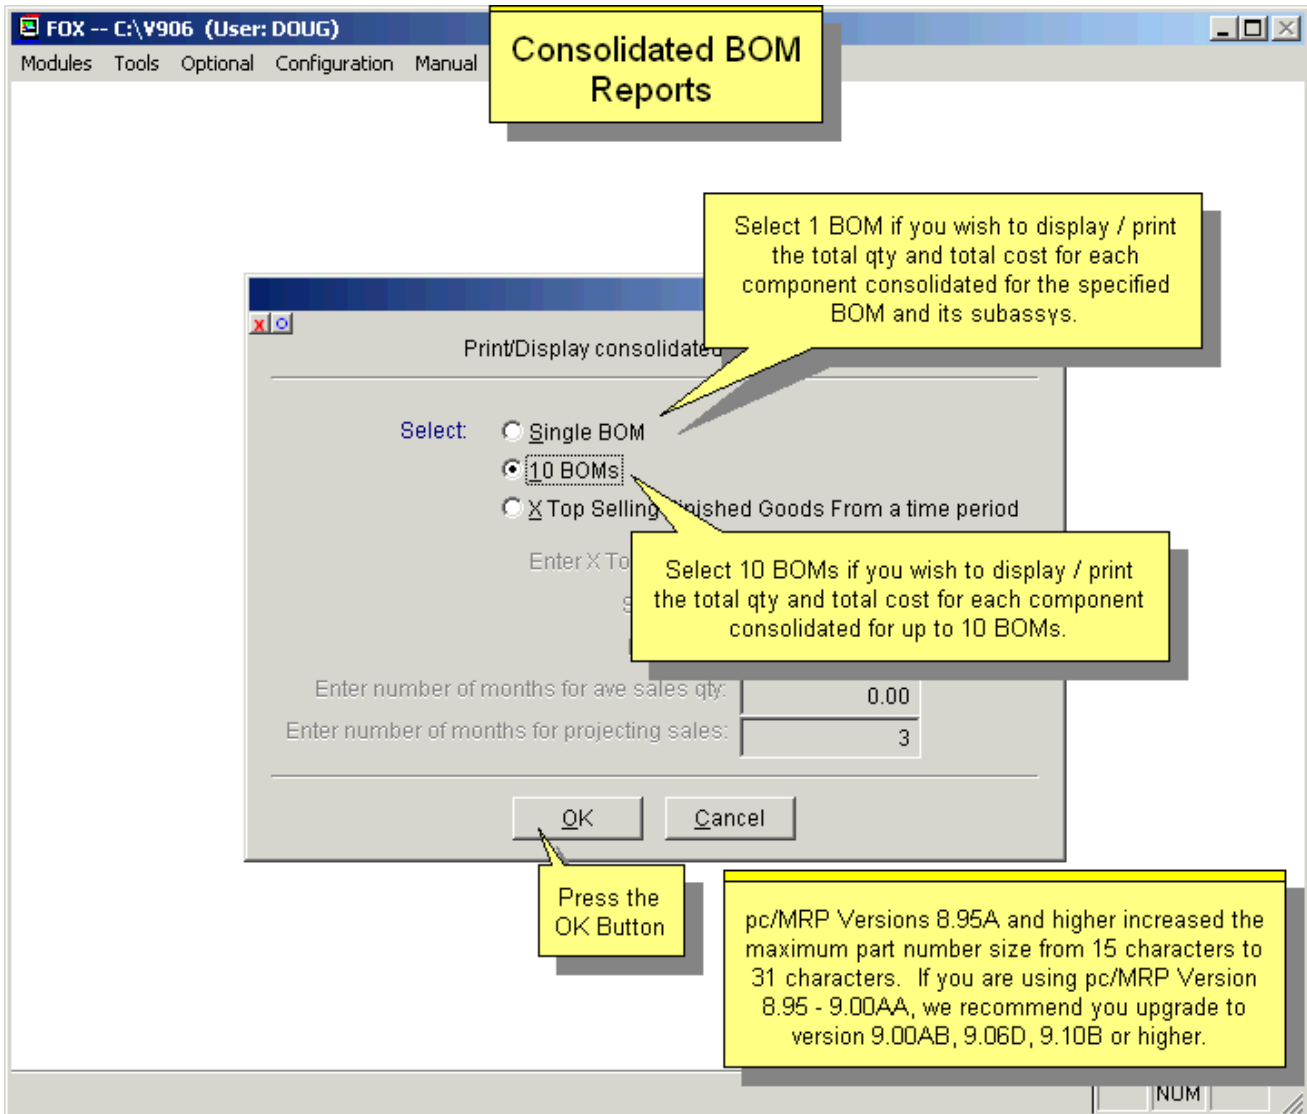 FOX -- C:\V906 (User: DOUG)
Modules Tools Optional Configuration Manual
Consolidated BOM
Reports
Select 1 BOM if you wish to display / print
the total qty and total cost for each
component consolidated for the specified
BOM and its subassys.
Print/Display consolidated
Select:
Single BOM
10 BOMs
X Top Selling Finished Goods From a time period
Enter X To
Select 10 BOMs if you wish to display / print
the total qty and total cost for each component
consolidated for up to 10 BOMs.
Enter number of months for ave sales qty: 0.00
Enter number of months for projecting sales: 3
OK Cancel
Press the
OK Button
pc/MRP Versions 8.95A and higher increased the
maximum part number size from 15 characters to
31 characters. If you are using pc/MRP Version
8.95 - 9.00AA, we recommend you upgrade to
version 9.00AB, 9.06D, 9.10B or higher.
NUM